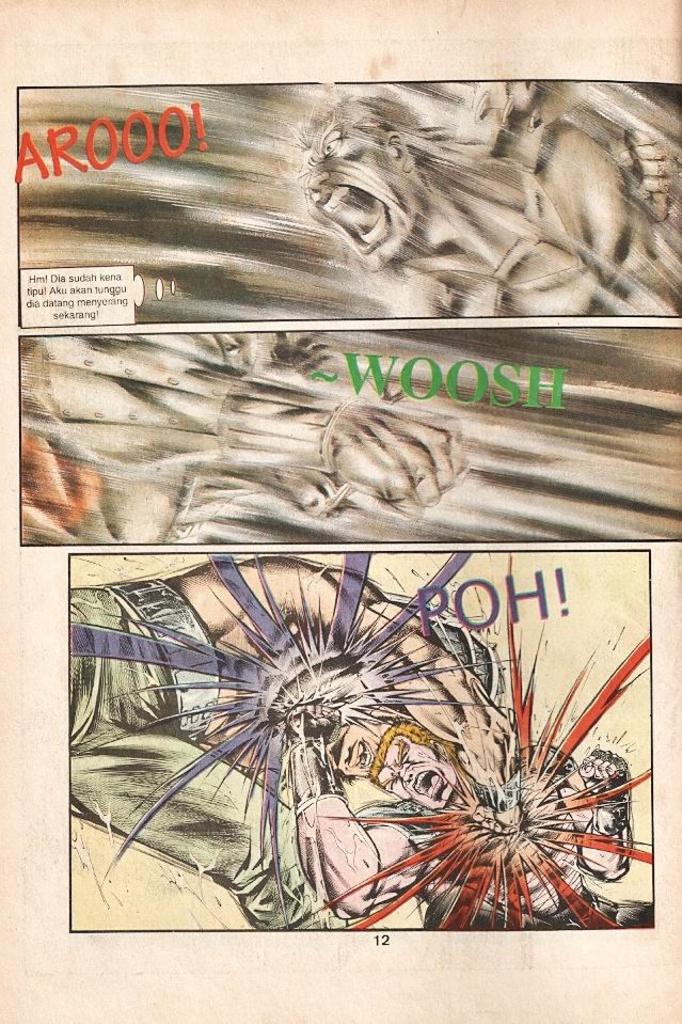 AROOO!
Hm! Dia sudah kena
tipu! Aku akan tunggu
dia datang menyerang
sekarang!
~WOOSH
POH!
12